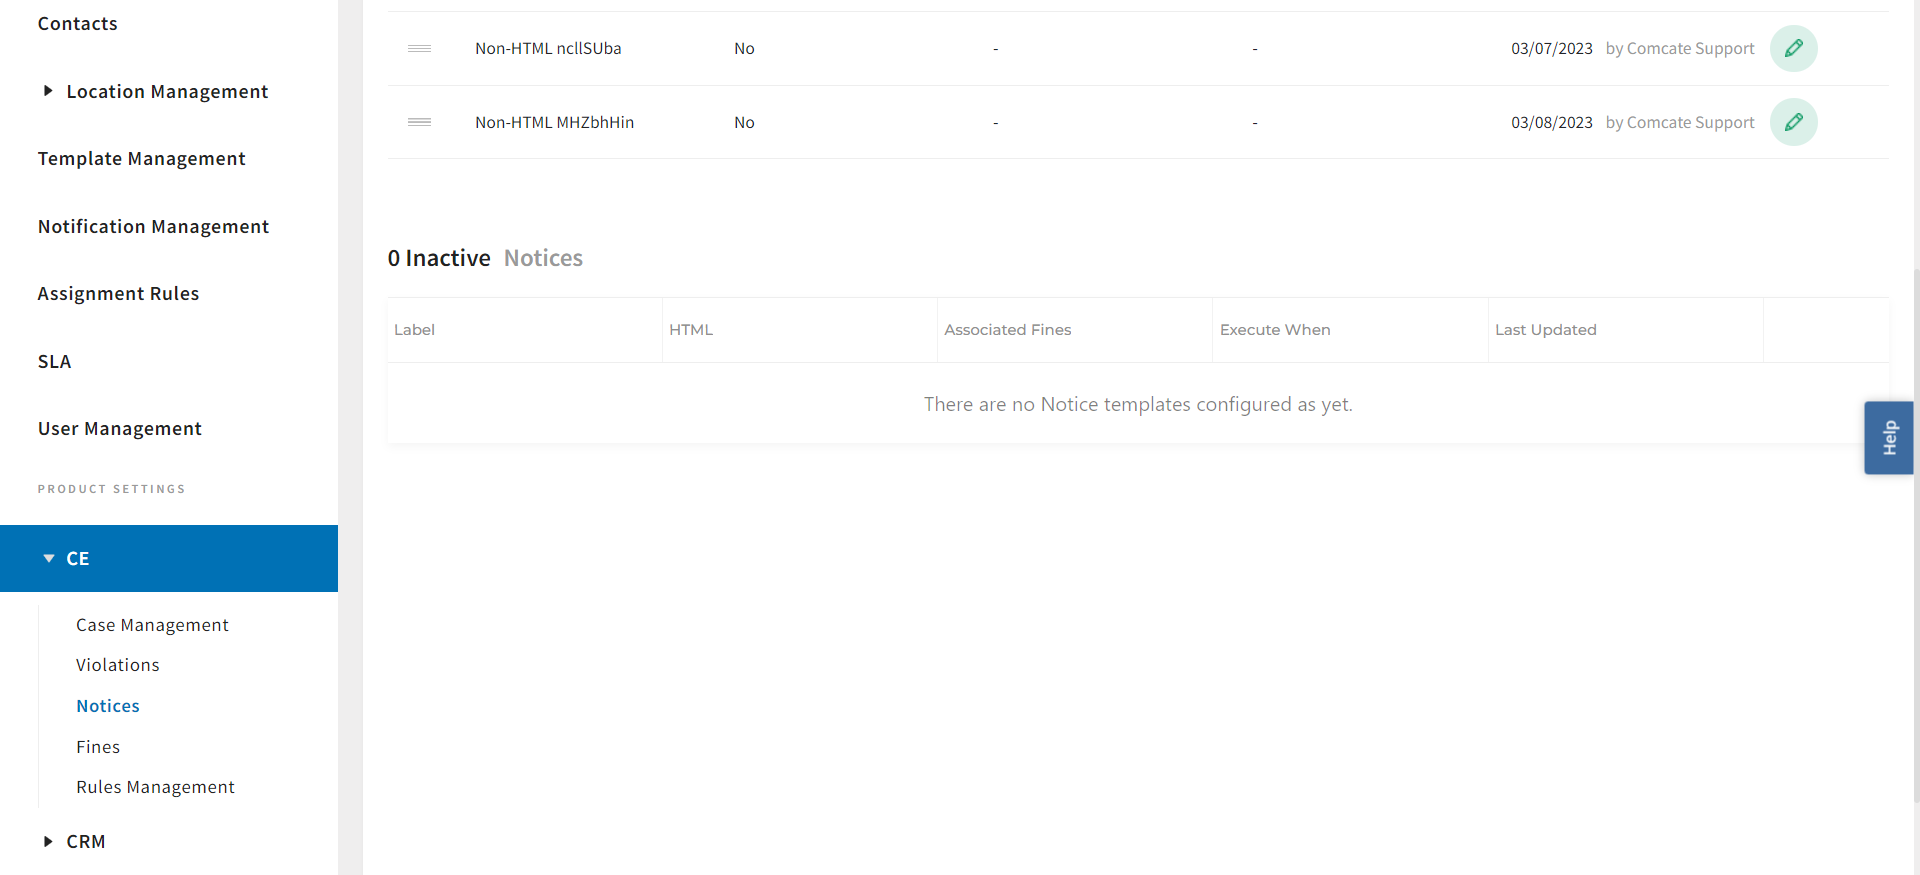 Contacts
Location Management
Template Management
Notification Management
Assignment Rules
SLA
User Management
PRODUCT SETTINGS
CE
Case Management
Violations
Notices
Fines
Rules Management
CRM
Non-HTML ncllSUba No - - 03/07/2023 by Comcate Support
Non-HTML MHZbhHin No - - 03/08/2023 by Comcate Support
0 Inactive Notices
Label HTML Associated Fines Execute When Last Updated
There are no Notice templates configured as yet.
Help